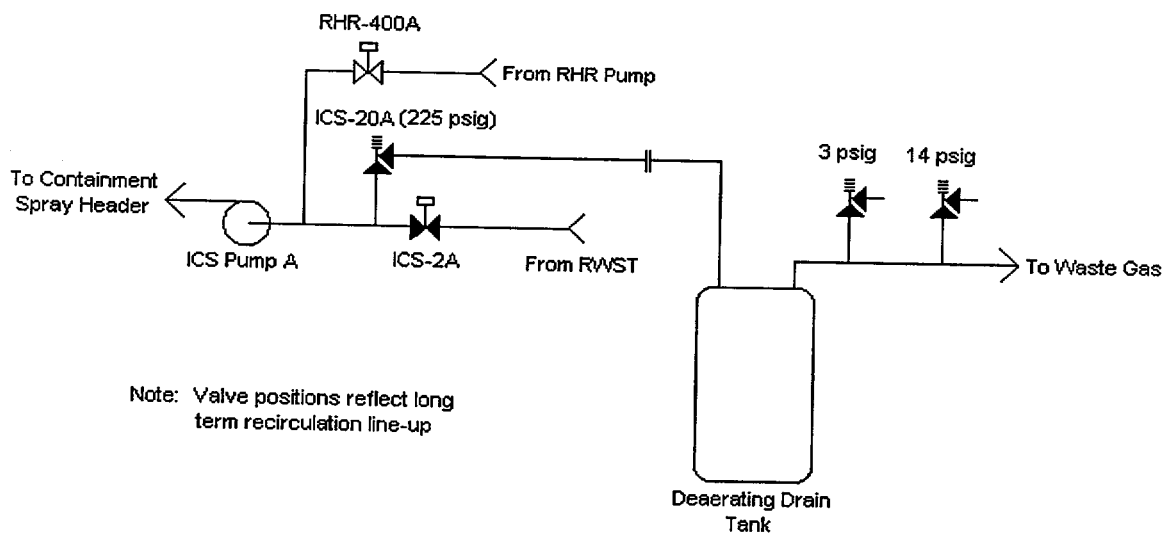 RHR-400A
From RHR Pump
ICS-20A (225 psig)
3 psig
14 psig
To Containment
Spray Header
ICS Pump A
ICS-2A
From RWST
To Waste Gas
Note: Valve positions reflect long
term recirculation line-up
Deaerating Drain
Tank